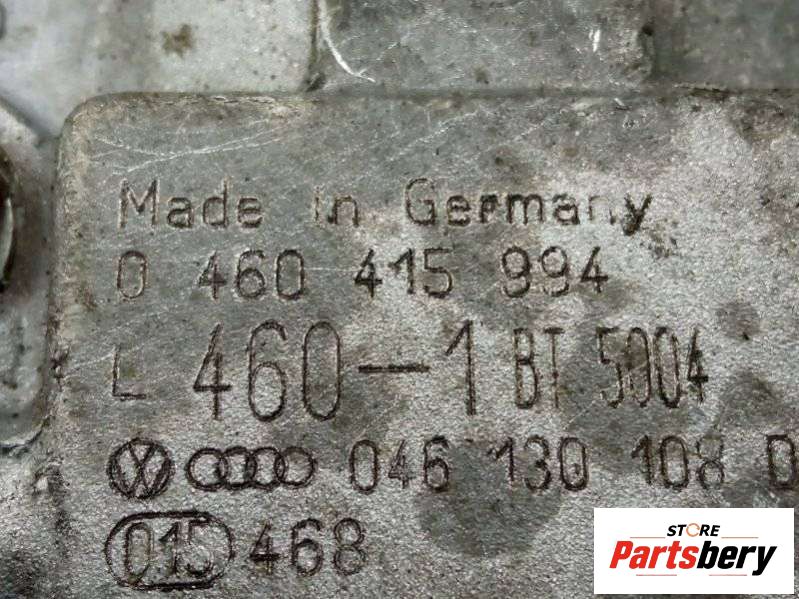 Made in Germany
0 460 415 994
L 460-1 BT 5004
046 130 108 D
015 468
STORE
Partsbery